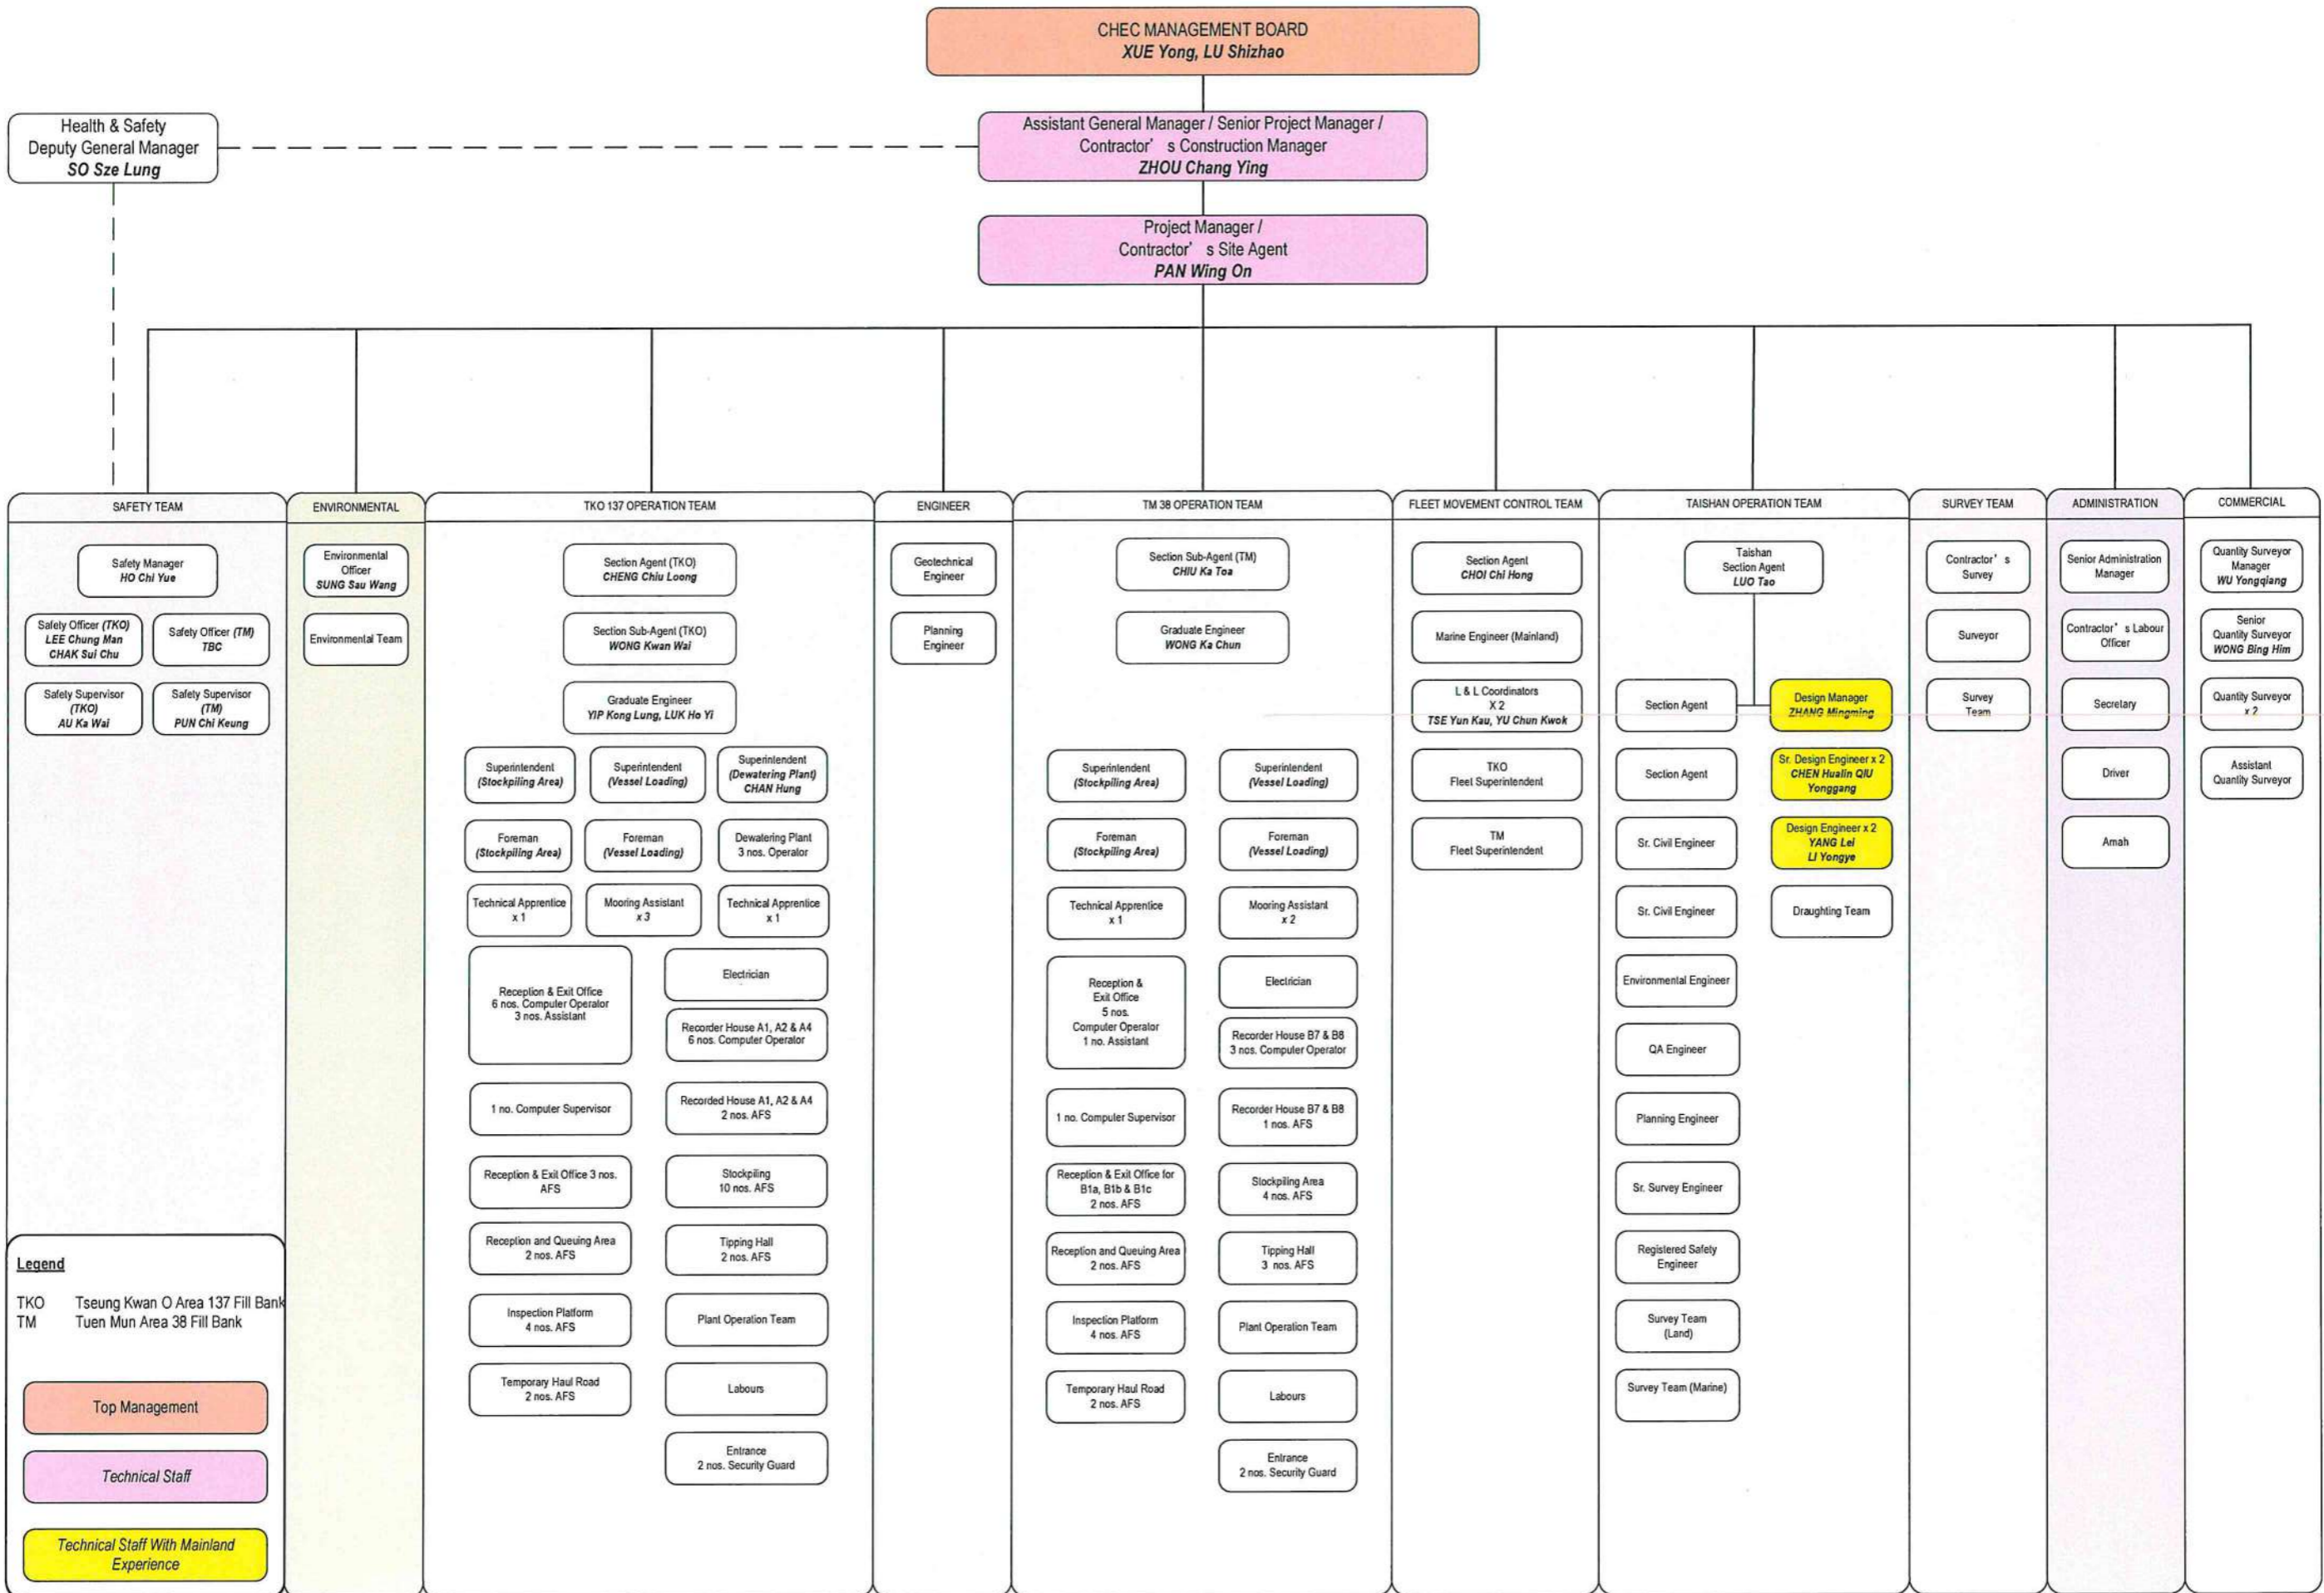 CHEC MANAGEMENT BOARD
XUE Yong, LU Shizhao
Health & Safety
Deputy General Manager
SO Sze Lung
Assistant General Manager / Senior Project Manager /
Contractor's Construction Manager
ZHOU Chang Ying
Project Manager /
Contractor's Site Agent
PAN Wing On
SAFETY TEAM
Safety Manager
HO Chi Yue
Safety Officer (TKO)
LEE Chung Man
CHAK Sui Chu
Safety Officer (TM)
TBC
Safety Supervisor
(TKO)
AU Ka Wai
Safety Supervisor
(TM)
PUN Chi Keung
Legend
TKO Tseung Kwan O Area 137 Fill Bank
TM Tuen Mun Area 38 Fill Bank
Top Management
Technical Staff
Technical Staff With Mainland
Experience
ENVIRONMENTAL
Environmental
Officer
SUNG Sau Wang
Environmental Team
TKO 137 OPERATION TEAM
Section Agent (TKO)
CHENG Chiu Loong
Section Sub-Agent (TKO)
WONG Kwan Wai
Graduate Engineer
YIP Kong Lung, LUK Ho Yi
Superintendent
(Stockpiling Area)
Superintendent
(Vessel Loading)
Superintendent
(Dewatering Plant)
CHAN Hung
Foreman
(Stockpiling Area)
Foreman
(Vessel Loading)
Dewatering Plant
3 nos. Operator
Technical Apprentice
x 1
Mooring Assistant
x 3
Technical Apprentice
x 1
Reception & Exit Office
6 nos. Computer Operator
3 nos. Assistant
Electrician
Recorder House A1, A2 & A4
6 nos. Computer Operator
1 no. Computer Supervisor
Recorded House A1, A2 & A4
2 nos. AFS
Reception & Exit Office 3 nos.
AFS
Stockpiling
10 nos. AFS
Reception and Queuing Area
2 nos. AFS
Tipping Hall
2 nos. AFS
Inspection Platform
4 nos. AFS
Plant Operation Team
Temporary Haul Road
2 nos. AFS
Labours
Entrance
2 nos. Security Guard
ENGINEER
Geotechnical
Engineer
Planning
Engineer
TM 38 OPERATION TEAM
Section Sub-Agent (TM)
CHIU Ka Toa
Graduate Engineer
WONG Ka Chun
Superintendent
(Stockpiling Area)
Superintendent
(Vessel Loading)
Foreman
(Stockpiling Area)
Foreman
(Vessel Loading)
Technical Apprentice
x 1
Mooring Assistant
x 2
Reception &
Exit Office
5 nos.
Computer Operator
1 no. Assistant
Electrician
Recorder House B7 & B8
3 nos. Computer Operator
1 no. Computer Supervisor
Recorder House B7 & B8
1 nos. AFS
Reception & Exit Office for
B1a, B1b & B1c
2 nos. AFS
Stockpiling Area
4 nos. AFS
Reception and Queuing Area
2 nos. AFS
Tipping Hall
3 nos. AFS
Inspection Platform
4 nos. AFS
Plant Operation Team
Temporary Haul Road
2 nos. AFS
Labours
Entrance
2 nos. Security Guard
FLEET MOVEMENT CONTROL TEAM
Section Agent
CHOI Chi Hong
Marine Engineer (Mainland)
L & L Coordinators
X 2
TSE Yun Kau, YU Chun Kwok
TKO
Fleet Superintendent
TM
Fleet Superintendent
TAISHAN OPERATION TEAM
Taishan
Section Agent
LUO Tao
Section Agent
Design Manager
ZHANG Mingming
Section Agent
Sr. Design Engineer x 2
CHEN Hualin QIU
Yonggang
Sr. Civil Engineer
Design Engineer x 2
YANG Lei
LI Yongye
Sr. Civil Engineer
Draughting Team
Environmental Engineer
QA Engineer
Planning Engineer
Sr. Survey Engineer
Registered Safety
Engineer
Survey Team
(Land)
Survey Team (Marine)
SURVEY TEAM
Contractor's
Survey
Surveyor
Survey
Team
ADMINISTRATION
Senior Administration
Manager
Contractor's Labour
Officer
Secretary
Driver
Amah
COMMERCIAL
Quantity Surveyor
Manager
WU Yongqiang
Senior
Quantity Surveyor
WONG Bing Him
Quantity Surveyor
x 2
Assistant
Quantity Surveyor